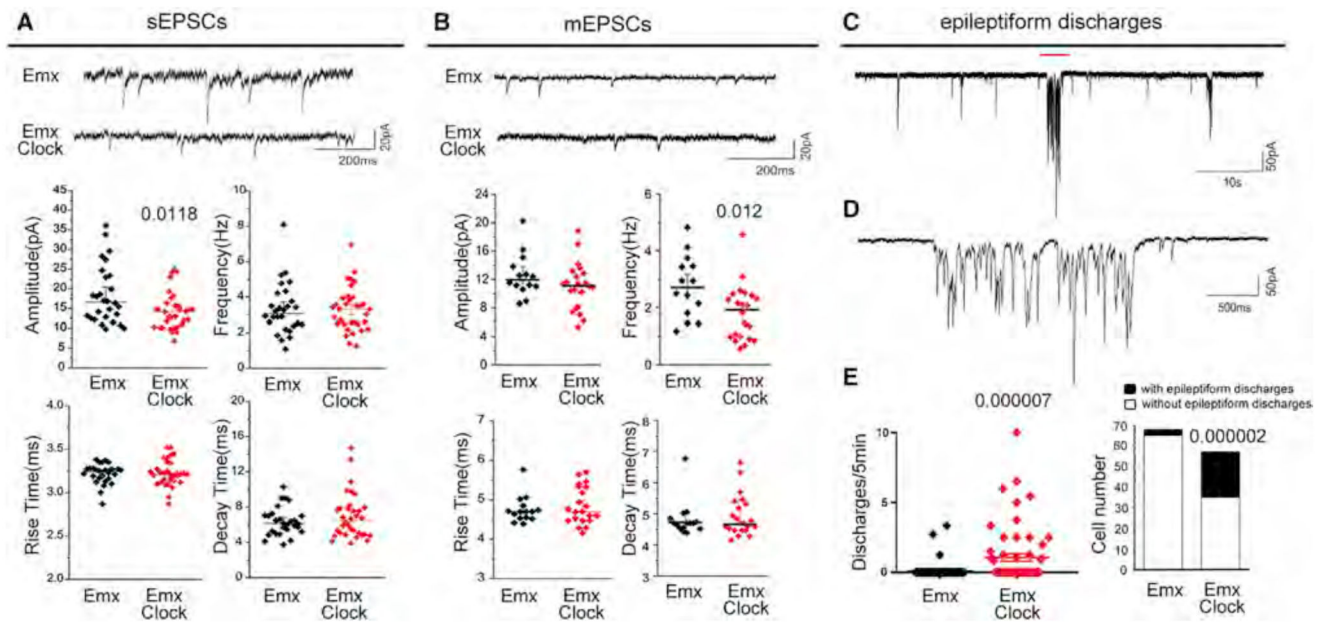 A sEPSCs
Emx
Emx
Clock
20pA
200ms
Amplitude(pA)
45
40
35
30
25
20
15
10
5
0
0.0118
Emx
Emx
Clock
Frequency(Hz)
10
8
6
4
2
0
Emx
Emx
Clock
Rise Time(ms)
4.0
3.5
3.0
2.5
2.0
Emx
Emx
Clock
Decay Time(ms)
20
16
12
8
4
0
Emx
Emx
Clock
B mEPSCs
Emx
Emx
Clock
20pA
200ms
Amplitude(pA)
24
20
16
12
8
4
0
Emx
Emx
Clock
Frequency(Hz)
6
4
2
0
0.012
Emx
Emx
Clock
Rise Time(ms)
7
6
5
4
3
Emx
Emx
Clock
Decay Time(ms)
8
7
6
5
4
3
Emx
Emx
Clock
C epileptiform discharges
50pA
10s
D
50pA
500ms
E
with epileptiform discharges
without epileptiform discharges
0.000007
Discharges/5min
10
5
0
Emx
Emx
Clock
0.000002
Cell number
70
60
50
40
30
20
10
0
Emx
Emx
Clock